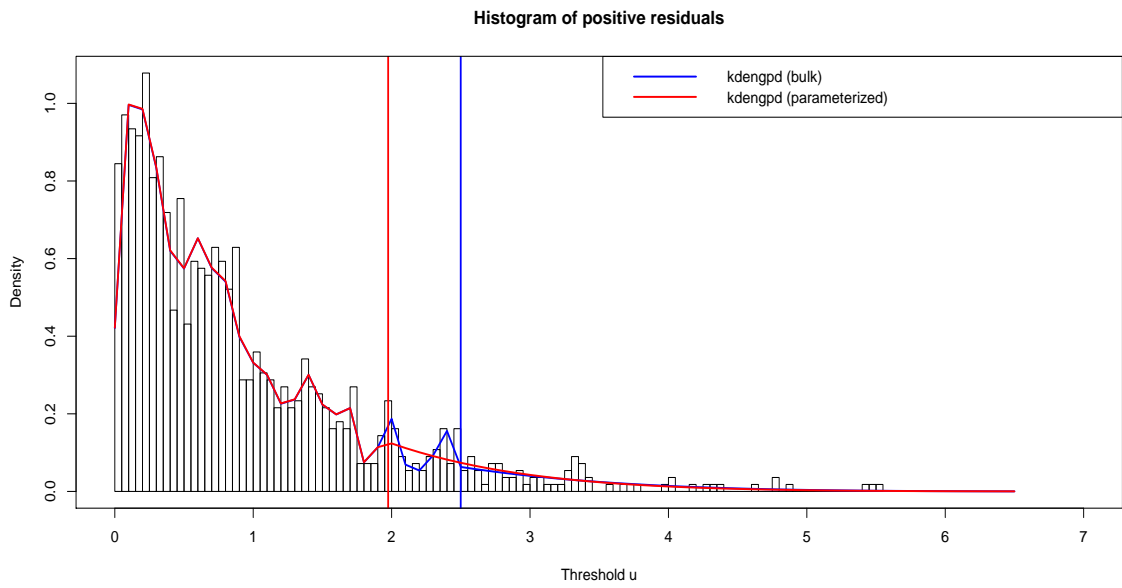 Histogram of positive residuals
kdengpd (bulk)
kdengpd (parameterized)
Density
1.0
0.8
0.6
0.4
0.2
0.0
0 1 2 3 4 5 6 7
Threshold u